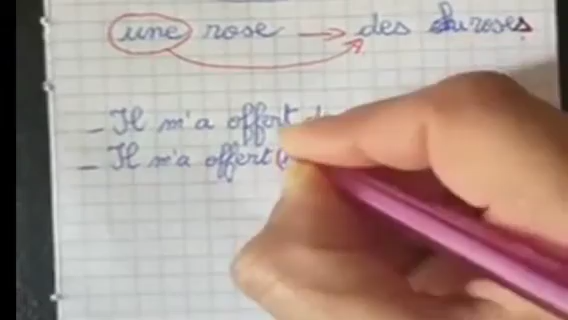 une rose → des roses
- Il m'a offert
- Il m'a offert (